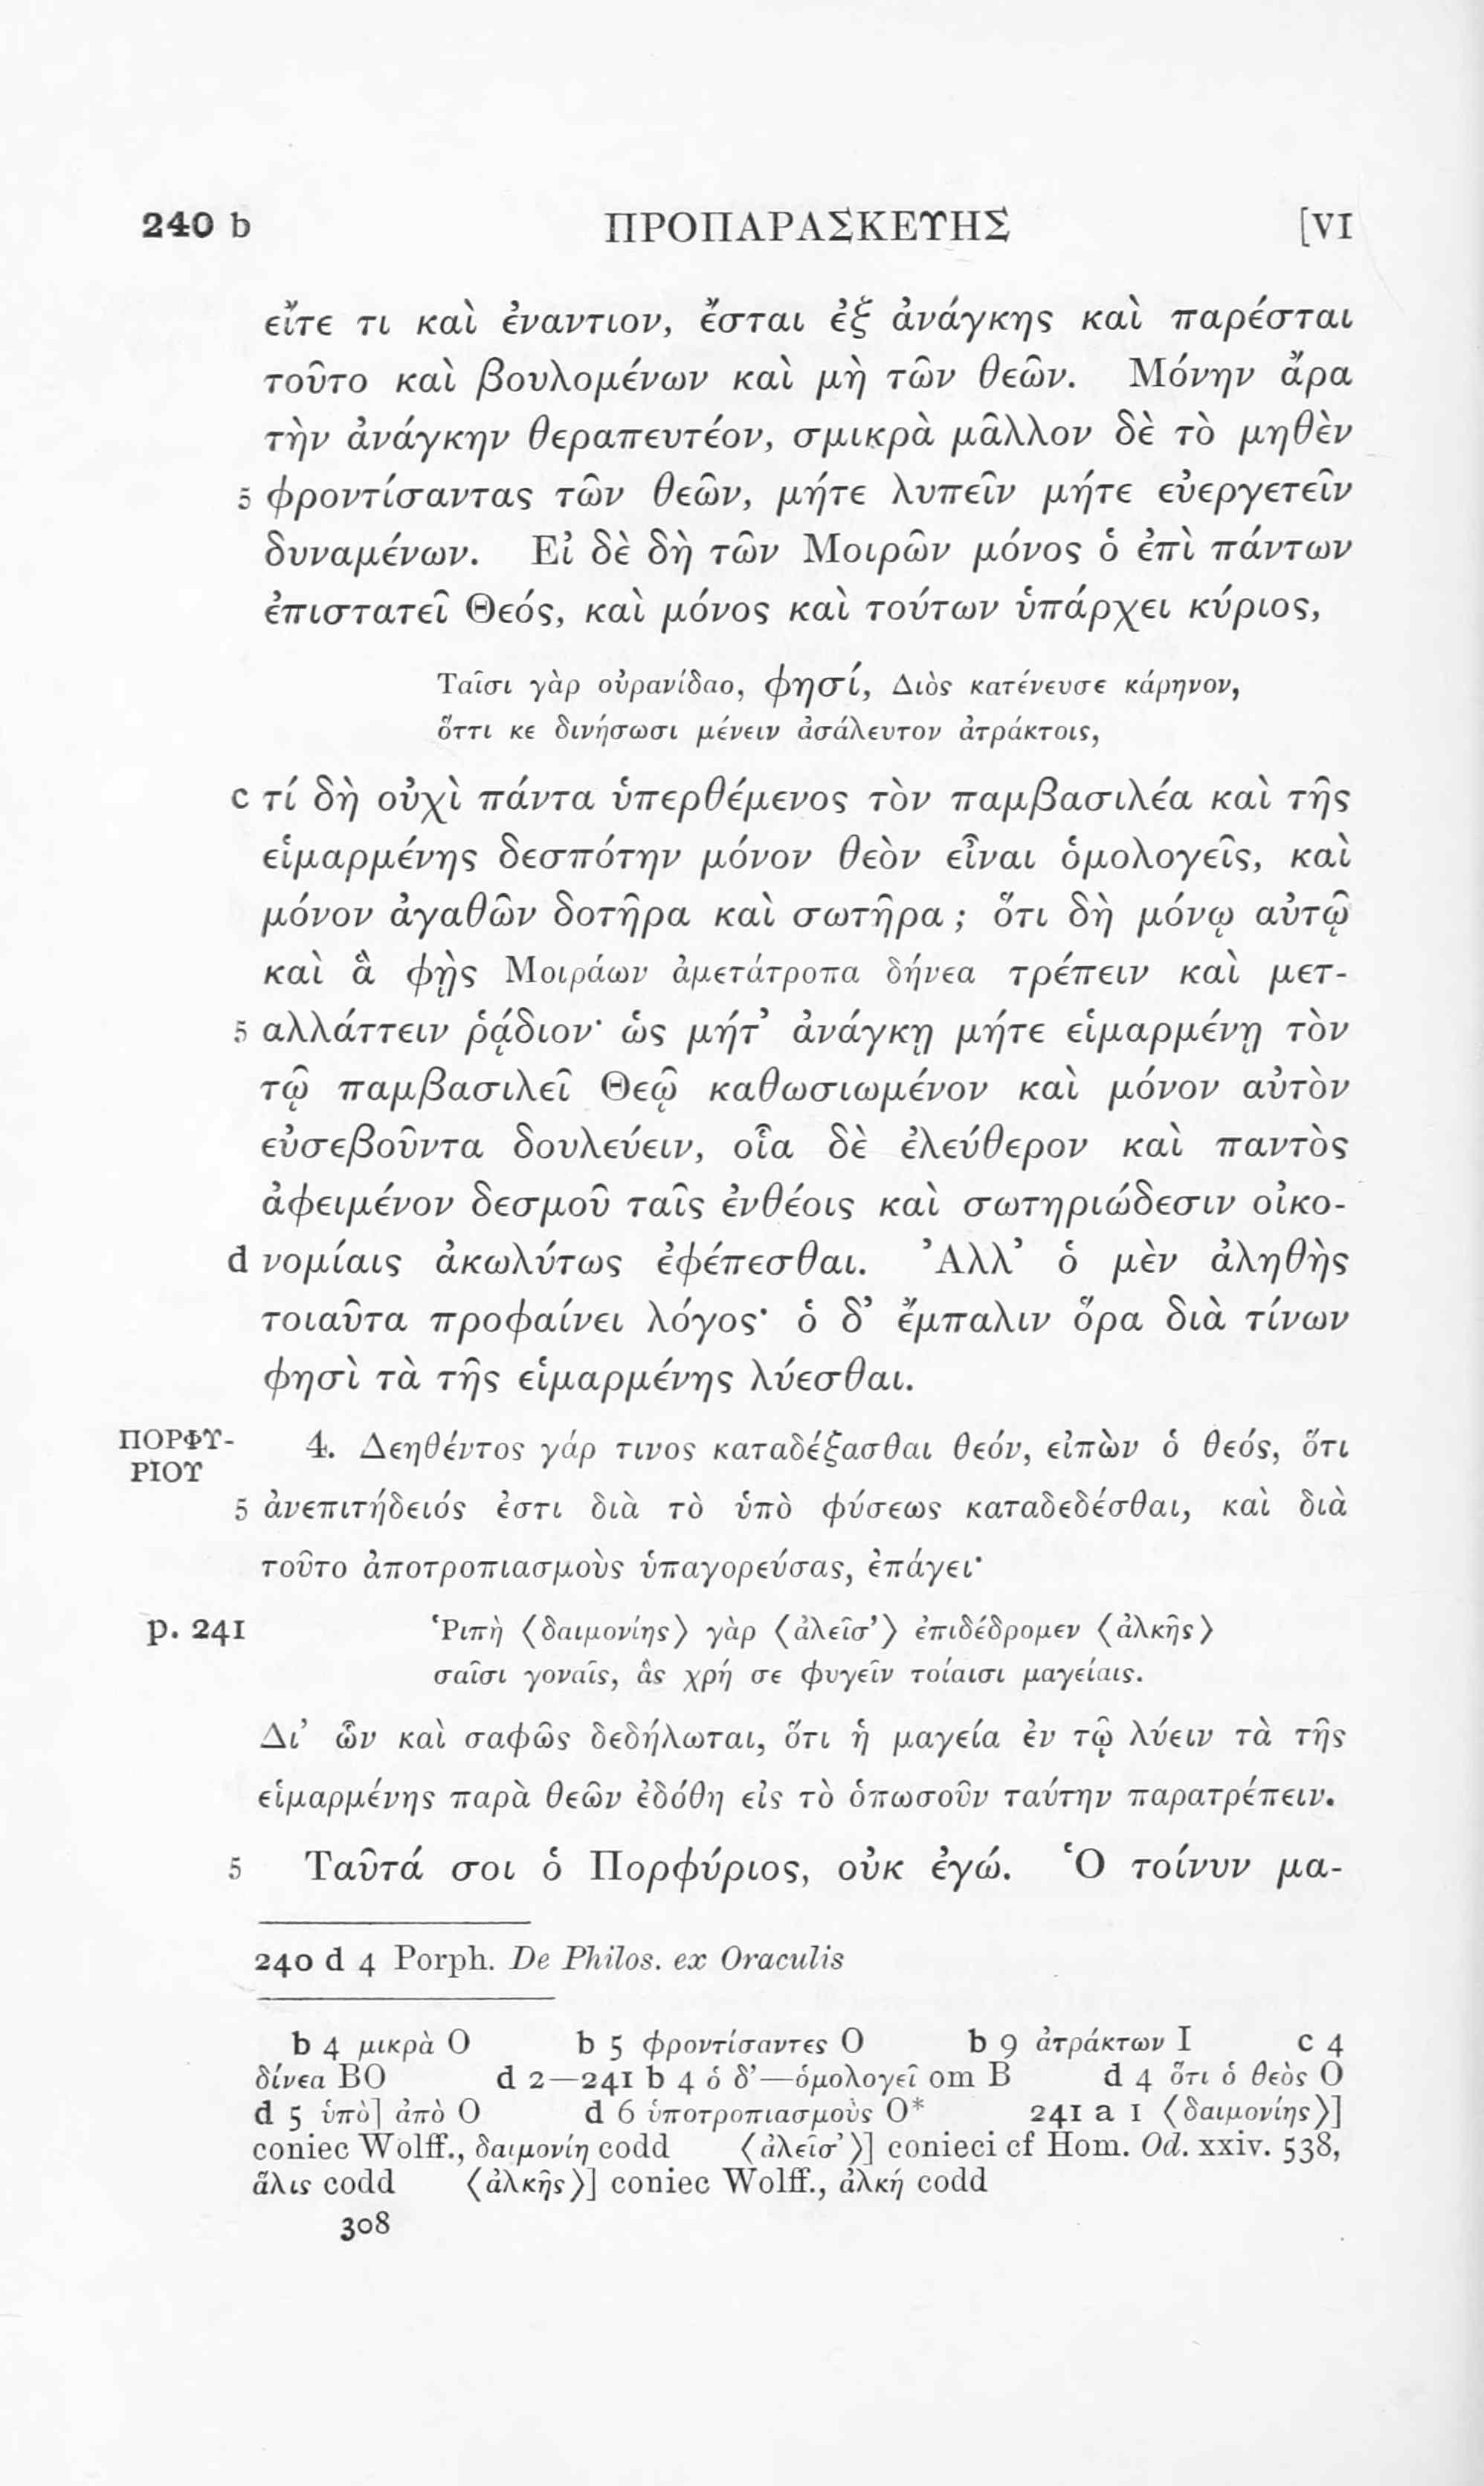 240 b ΠΡΟΠΑΡΑΣΚΕΥΗΣ [VI
εἴτε τι καὶ ἐναντιον, ἔσται ἐξ ἀνάγκης καὶ παρέσται
τοῦτο καὶ βουλομένων καὶ μὴ τῶν θεῶν. Μόνην ἄρα
τὴν ἀνάγκην θεραπευτέον, σμικρὰ μᾶλλον δὲ τὸ μηθὲν
5 φροντίσαντας τῶν θεῶν, μήτε λυπεῖν μήτε εὐεργετεῖν
δυναμένων. Εἰ δὲ δὴ τῶν Μοιρῶν μόνος ὁ ἐπὶ πάντων
ἐπιστατεῖ Θεός, καὶ μόνος καὶ τούτων ὑπάρχει κύριος,
Ταῖσι γὰρ οὐρανίδαο, φησί, Διὸς κατένευσε κάρηνον,
ὅττι κε δινήσωσι μένειν ἀσάλευτον ἀτράκτοις,
c τί δὴ οὐχὶ πάντα ὑπερθέμενος τὸν παμβασιλέα καὶ τῆς
εἱμαρμένης δεσπότην μόνον θεὸν εἶναι ὁμολογεῖς, καὶ
μόνον ἀγαθῶν δοτῆρα καὶ σωτῆρα ; ὅτι δὴ μόνῳ αὐτῷ
καὶ ἃ φῂς Μοιράων ἀμετάτροπα δήνεα τρέπειν καὶ μετ-
5 αλλάττειν ῥᾴδιον· ὡς μήτ’ ἀνάγκῃ μήτε εἱμαρμένῃ τὸν
τῷ παμβασιλεῖ Θεῷ καθωσιωμένον καὶ μόνον αὐτὸν
εὐσεβοῦντα δουλεύειν, οἷα δὲ ἐλεύθερον καὶ παντὸς
ἀφειμένον δεσμοῦ ταῖς ἐνθέοις καὶ σωτηριώδεσιν οἰκο-
d νομίαις ἀκωλύτως ἐφέπεσθαι. Ἀλλ’ ὁ μὲν ἀληθὴς
τοιαῦτα προφαίνει λόγος· ὁ δ’ ἔμπαλιν ὅρα διὰ τίνων
φησὶ τὰ τῆς εἱμαρμένης λύεσθαι.
ΠΟΡΦΥ-
ΡΙΟΥ
4. Δεηθέντος γάρ τινος καταδέξασθαι θεόν, εἰπὼν ὁ θεός, ὅτι
5 ἀνεπιτήδειός ἐστι διὰ τὸ ὑπὸ φύσεως καταδεδέσθαι, καὶ διὰ
τοῦτο ἀποτροπιασμοὺς ὑπαγορεύσας, ἐπάγει·
p. 241 Ῥιπὴ ⟨δαιμονίης⟩ γὰρ ⟨ἀλεῖσ’⟩ ἐπιδέδρομεν ⟨ἀλκῆς⟩
σαῖσι γοναῖς, ἃς χρή σε φυγεῖν τοίαισι μαγείαις.
Δι’ ὧν καὶ σαφῶς δεδήλωται, ὅτι ἡ μαγεία ἐν τῷ λύειν τὰ τῆς
εἱμαρμένης παρὰ θεῶν ἐδόθη εἰς τὸ ὁπωσοῦν ταύτην παρατρέπειν.
5 Ταῦτά σοι ὁ Πορφύριος, οὐκ ἐγώ. Ὁ τοίνυν μα-
240 d 4 Porph. De Philos. ex Oraculis
b 4 μικρὰ O b 5 φροντίσαντες O b 9 ἀτράκτων I c 4
δίνεα BO d 2—241 b 4 ὁ δ’—ὁμολογεῖ om B d 4 ὅτι ὁ θεὸς O
d 5 ὑπὸ] ἀπὸ O d 6 ὑποτροπιασμοὺς O* 241 a 1 ⟨δαιμονίης⟩]
coniec Wolff., δαιμονίη codd ⟨ἀλεῖσ’⟩] conieci cf Hom. Od. xxiv. 538,
ἅλις codd ⟨ἀλκῆς⟩] coniec Wolff., ἀλκή codd
308